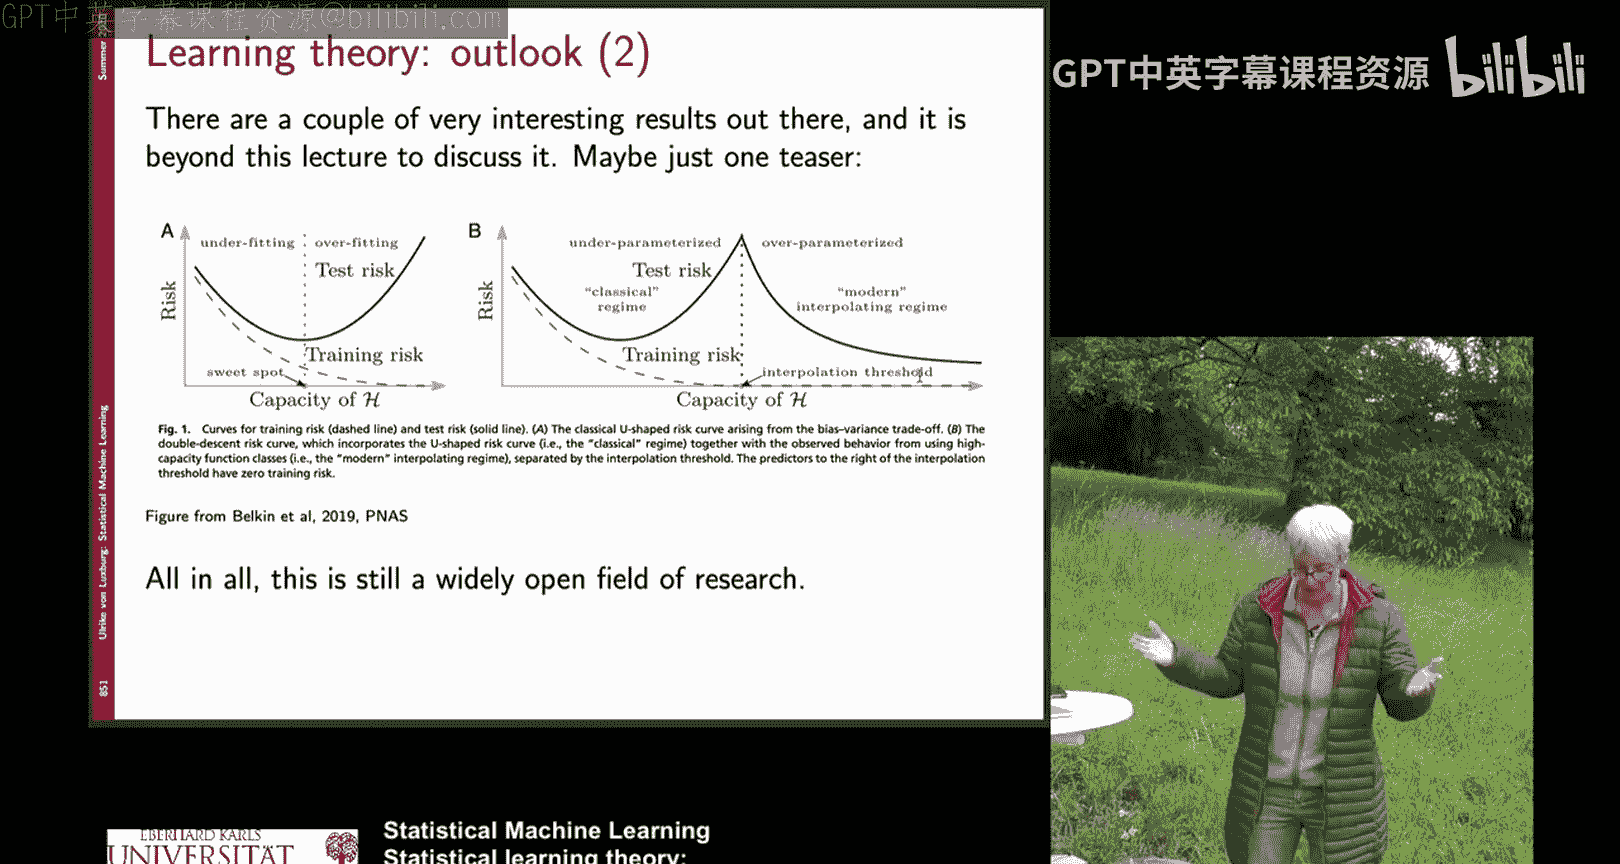 GPT中英字幕课程资源@bilibili.com
Learning theory: outlook (2)
There are a couple of very interesting results out there, and it is
beyond this lecture to discuss it. Maybe just one teaser:
A
under-fitting
over-fitting
Test risk
Risk
Training risk
sweet spot
Capacity of H
B
under-parameterized
over-parameterized
Test risk
"classical"
regime
"modern"
interpolating regime
Risk
Training risk
interpolation threshold
Capacity of H
Fig. 1. Curves for training risk (dashed line) and test risk (solid line). (A) The classical U-shaped risk curve arising from the bias–variance trade-off. (B) The
double-descent risk curve, which incorporates the U-shaped risk curve (i.e., the "classical" regime) together with the observed behavior from using high-
capacity function classes (i.e., the "modern" interpolating regime), separated by the interpolation threshold. The predictors to the right of the interpolation
threshold have zero training risk.
Figure from Belkin et al, 2019, PNAS
All in all, this is still a widely open field of research.
Summer
Ulrike von Luxburg: Statistical Machine Learning
851
GPT中英字幕课程资源 bilibili
EBERHARD KARLS
UNIVERSITÄT
Statistical Machine Learning
Statistical learning theory: